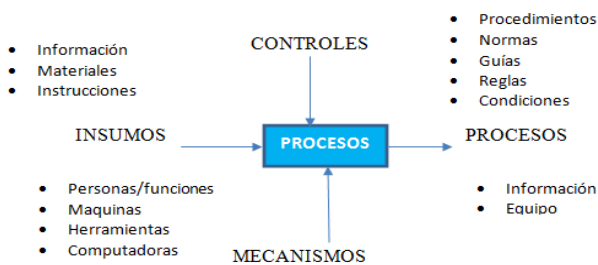 • Procedimientos
• Normas
• Guías
• Reglas
• Condiciones
CONTROLES
• Información
• Materiales
• Instrucciones
INSUMOS
PROCESOS
PROCESOS
• Personas/funciones
• Maquinas
• Herramientas
• Computadoras
• Información
• Equipo
MECANISMOS